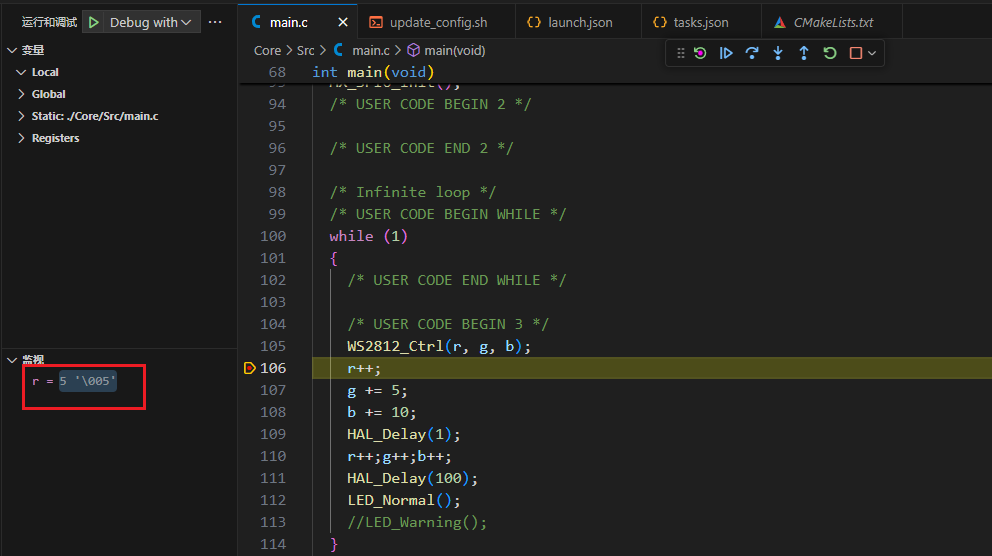 运行和调试 Debug with ···
main.c
update_config.sh
launch.json
tasks.json
CMakeLists.txt
变量
Local
Global
Static: ./Core/Src/main.c
Registers
监视
r = 5 '\005'
Core > Src > C main.c > main(void)
68 int main(void)
94 /* USER CODE BEGIN 2 */
95
96 /* USER CODE END 2 */
97
98 /* Infinite loop */
99 /* USER CODE BEGIN WHILE */
100 while (1)
101 {
102 /* USER CODE END WHILE */
103
104 /* USER CODE BEGIN 3 */
105 WS2812_Ctrl(r, g, b);
106 r++;
107 g += 5;
108 b += 10;
109 HAL_Delay(1);
110 r++;g++;b++;
111 HAL_Delay(100);
112 LED_Normal();
113 //LED_Warning();
114 }